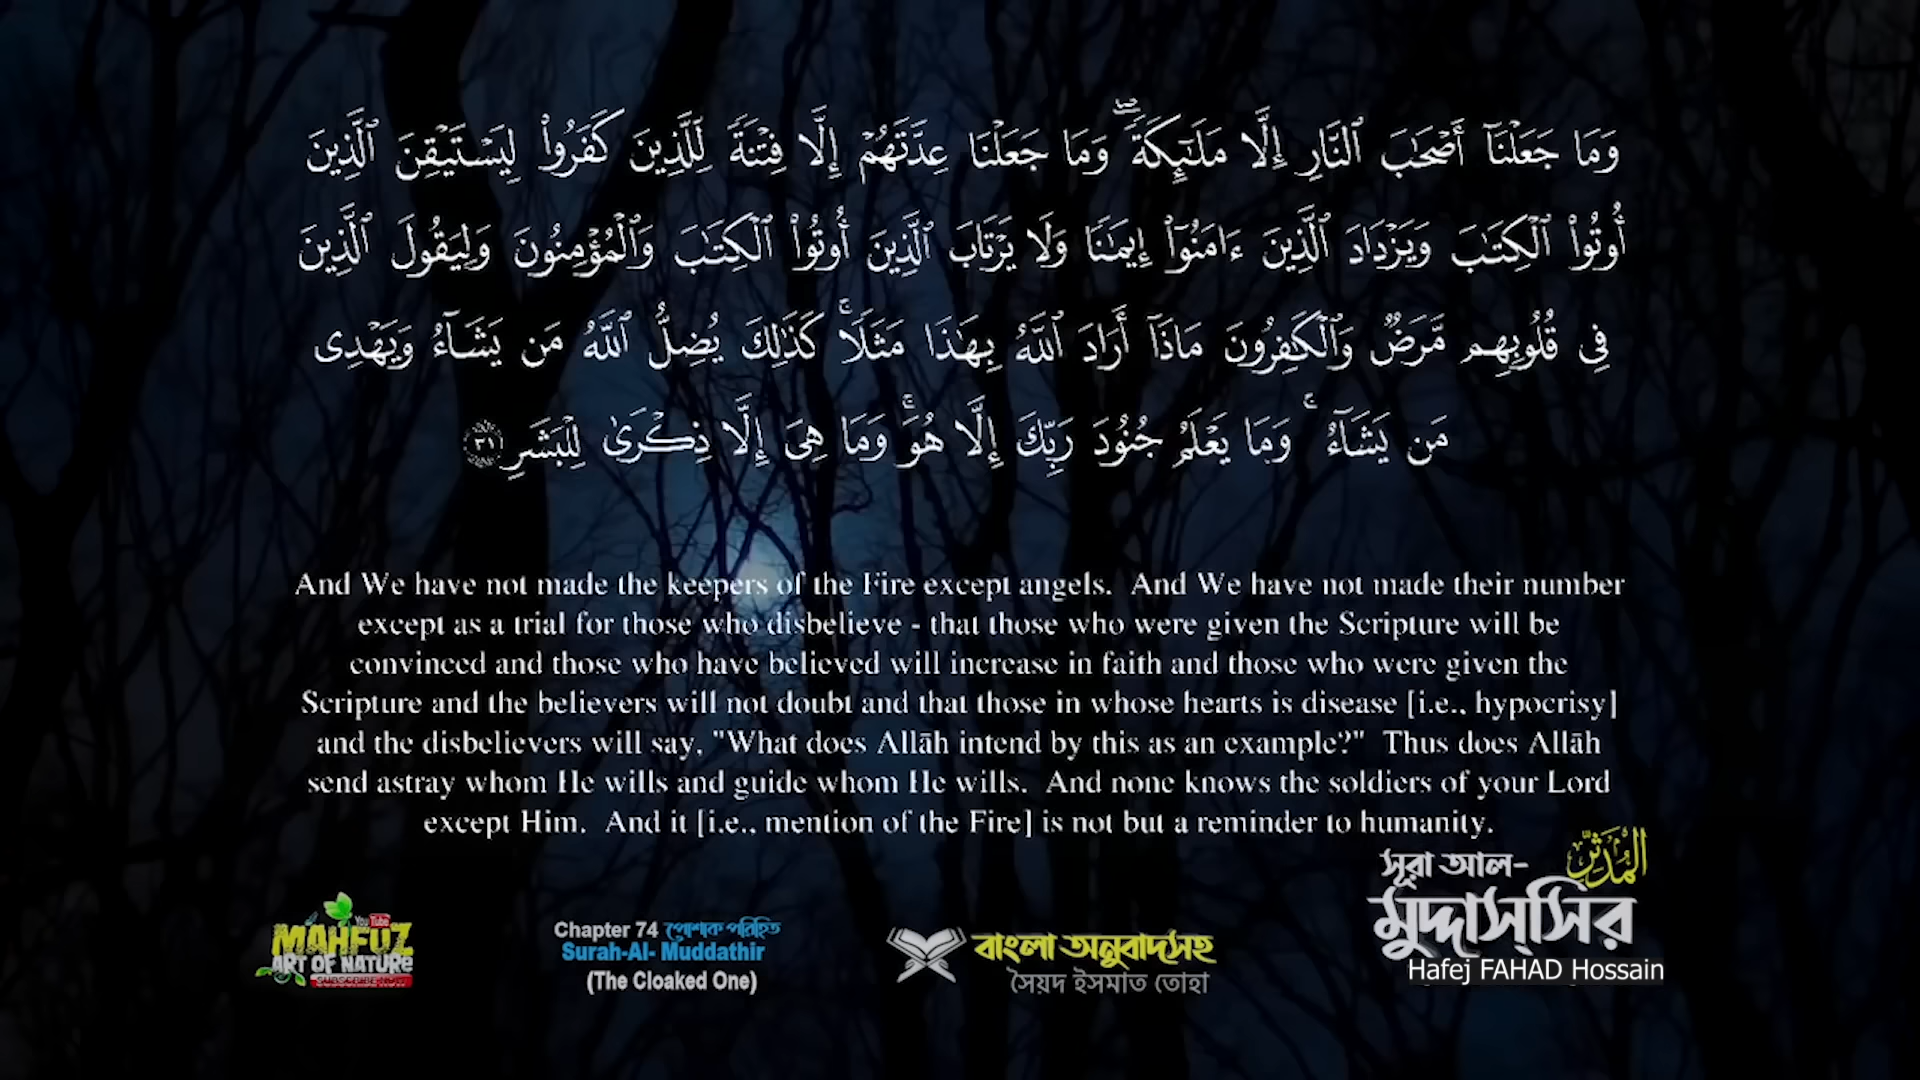 وَمَا جَعَلْنَآ أَصْحَٰبَ ٱلنَّارِ إِلَّا مَلَٰٓئِكَةً ۙ وَمَا جَعَلْنَا عِدَّتَهُمْ إِلَّا فِتْنَةً لِّلَّذِينَ كَفَرُوا۟ لِيَسْتَيْقِنَ ٱلَّذِينَ
أُوتُوا۟ ٱلْكِتَٰبَ وَيَزْدَادَ ٱلَّذِينَ ءَامَنُوٓا۟ إِيمَٰنًا وَلَا يَرْتَابَ ٱلَّذِينَ أُوتُوا۟ ٱلْكِتَٰبَ وَٱلْمُؤْمِنُونَ وَلِيَقُولَ ٱلَّذِينَ
فِى قُلُوبِهِم مَّرَضٌ وَٱلْكَٰفِرُونَ مَاذَآ أَرَادَ ٱللَّهُ بِهَٰذَا مَثَلًا ۚ كَذَٰلِكَ يُضِلُّ ٱللَّهُ مَن يَشَآءُ وَيَهْدِى
مَن يَشَآءُ ۚ وَمَا يَعْلَمُ جُنُودَ رَبِّكَ إِلَّا هُوَ ۚ وَمَا هِىَ إِلَّا ذِكْرَىٰ لِلْبَشَرِ ٣١
And We have not made the keepers of the Fire except angels. And We have not made their number
except as a trial for those who disbelieve - that those who were given the Scripture will be
convinced and those who have believed will increase in faith and those who were given the
Scripture and the believers will not doubt and that those in whose hearts is disease [i.e., hypocrisy]
and the disbelievers will say, "What does Allāh intend by this as an example?" Thus does Allāh
send astray whom He wills and guide whom He wills. And none knows the soldiers of your Lord
except Him. And it [i.e., mention of the Fire] is not but a reminder to humanity.
You Tube
MAHFUZ
ART OF NATURE
SUBSCRIBE NOW
Chapter 74 পোশাক পরিহিত
Surah-Al- Muddathir
(The Cloaked One)
বাংলা অনুবাদসহ
সৈয়দ ইসমাত তোহা
المُدَّثِّر
সূরা আল-
মুদ্দাস্সির
Hafej FAHAD Hossain